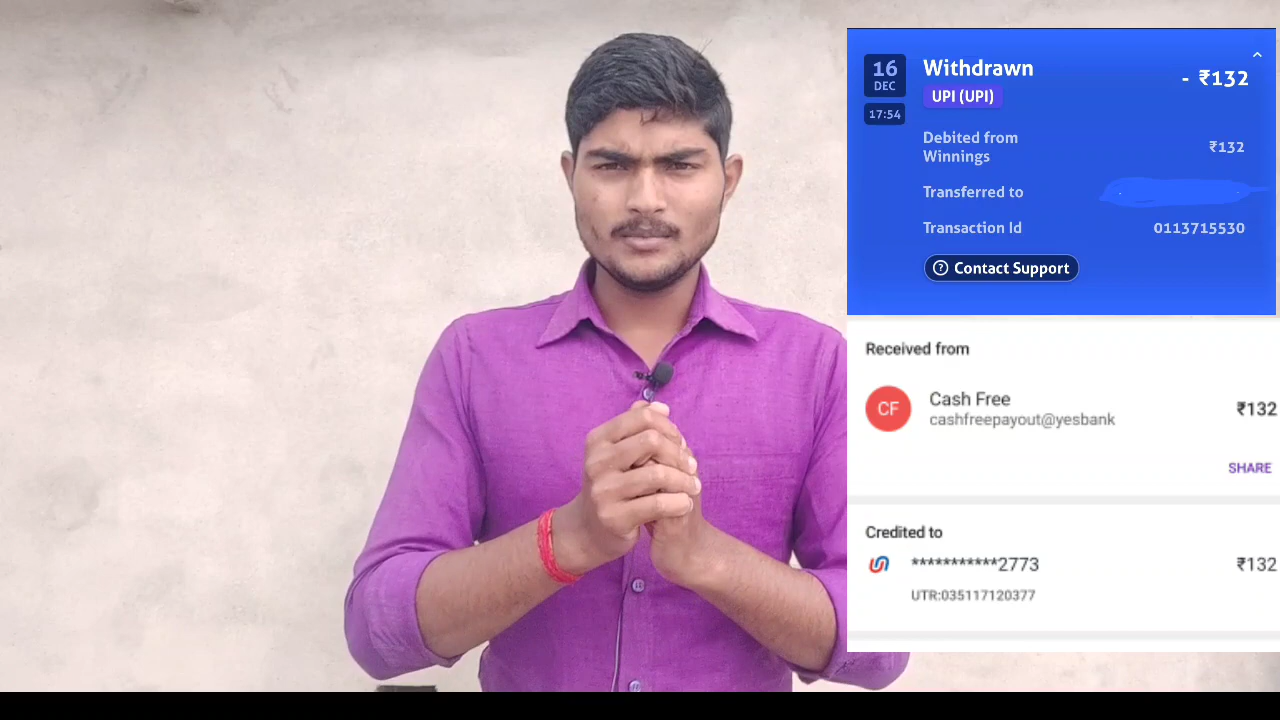 16
DEC
17:54
Withdrawn
- ₹132
UPI (UPI)
Debited from
Winnings
₹132
Transferred to
Transaction Id
0113715530
? Contact Support
Received from
CF
Cash Free
cashfreepayout@yesbank
₹132
SHARE
Credited to
***********2773
₹132
UTR:035117120377